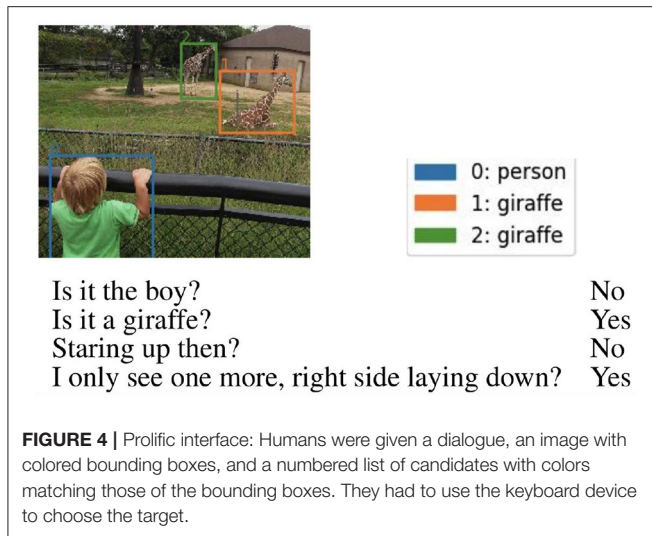 2
1
0: person
1: giraffe
2: giraffe
Is it the boy? No
Is it a giraffe? Yes
Staring up then? No
I only see one more, right side laying down? Yes
FIGURE 4 | Prolific interface: Humans were given a dialogue, an image with
colored bounding boxes, and a numbered list of candidates with colors
matching those of the bounding boxes. They had to use the keyboard device
to choose the target.